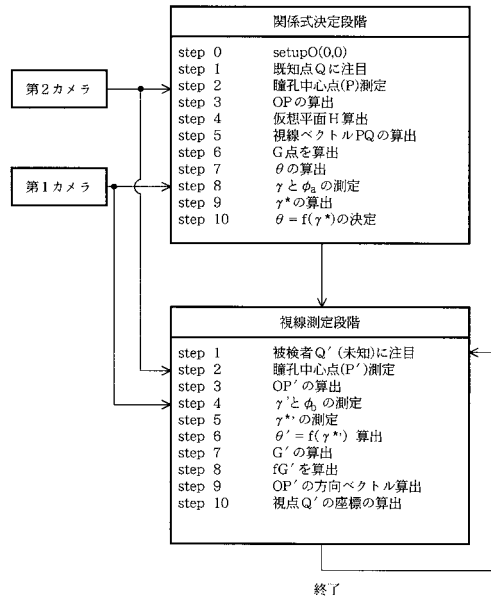 関係式決定段階
step 0 setupO(0,0)
step 1 既知点Qに注目
step 2 瞳孔中心点(P)測定
step 3 OPの算出
step 4 仮想平面H算出
step 5 視線ベクトルPQの算出
step 6 G点を算出
step 7 θの算出
step 8 γとφaの測定
step 9 γ*の算出
step 10 θ=f(γ*)の決定
第2カメラ
第1カメラ
視線測定段階
step 1 被検者Q′(未知)に注目
step 2 瞳孔中心点(P′)測定
step 3 OP′の算出
step 4 γ'とφbの測定
step 5 γ*'の測定
step 6 θ′=f(γ*')算出
step 7 G′の算出
step 8 fG′を算出
step 9 OP′の方向ベクトル算出
step 10 視点Q′の座標の算出
終了